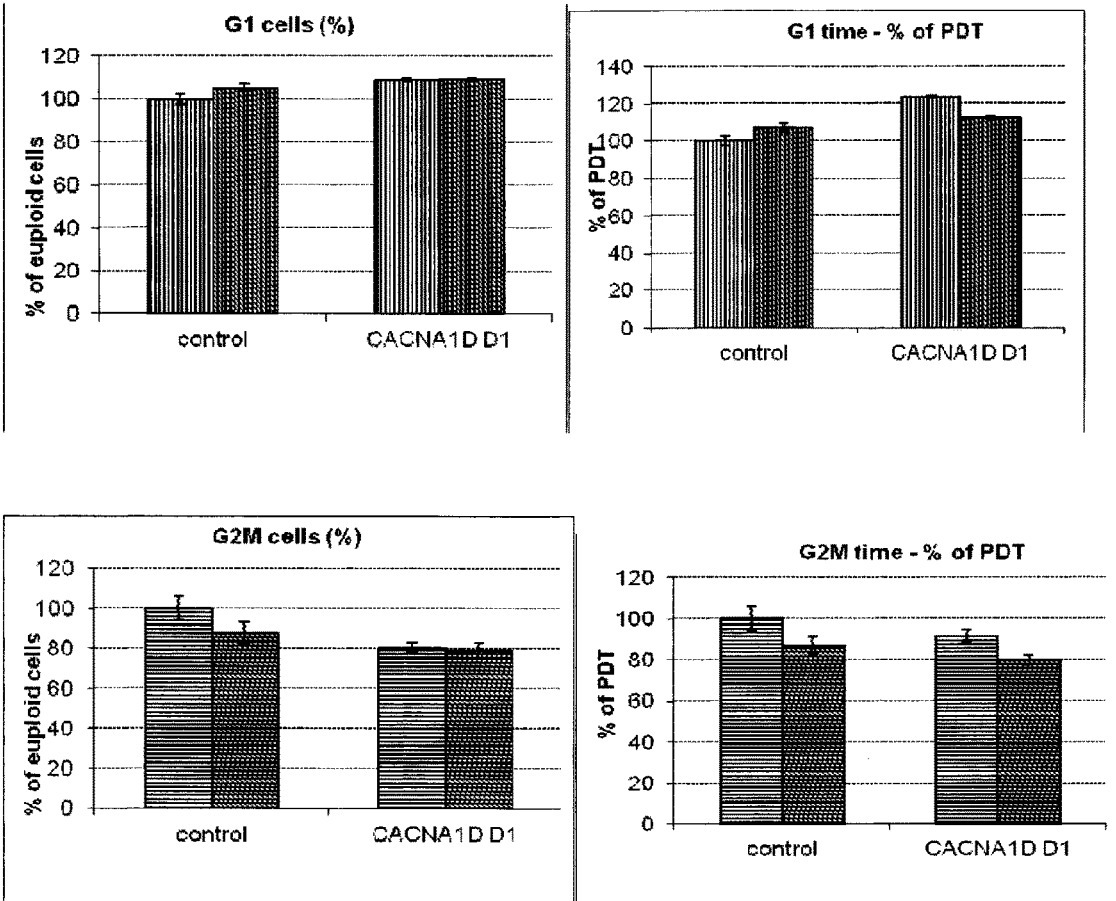 G1 cells (%)
% of euploid cells
120
100
80
60
40
20
0
control CACNA1D D1
G1 time - % of PDT
% of PDT
140
120
100
80
60
40
20
0
control CACNA1D D1
G2M cells (%)
% of euploid cells
120
100
80
60
40
20
0
control CACNA1D D1
G2M time - % of PDT
% of PDT
120
100
80
60
40
20
0
control CACNA1D D1